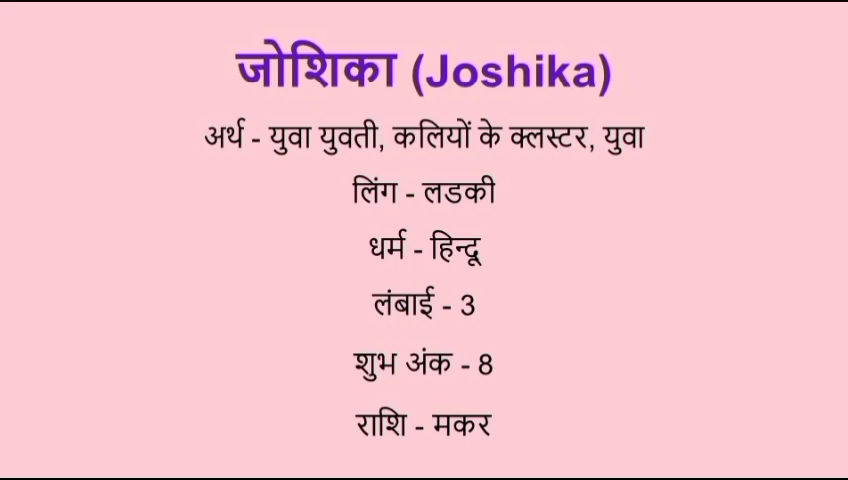 जोशिका (Joshika)
अर्थ - युवा युवती, कलियों के क्लस्टर, युवा
लिंग - लडकी
धर्म - हिन्दू
लंबाई - 3
शुभ अंक - 8
राशि - मकर